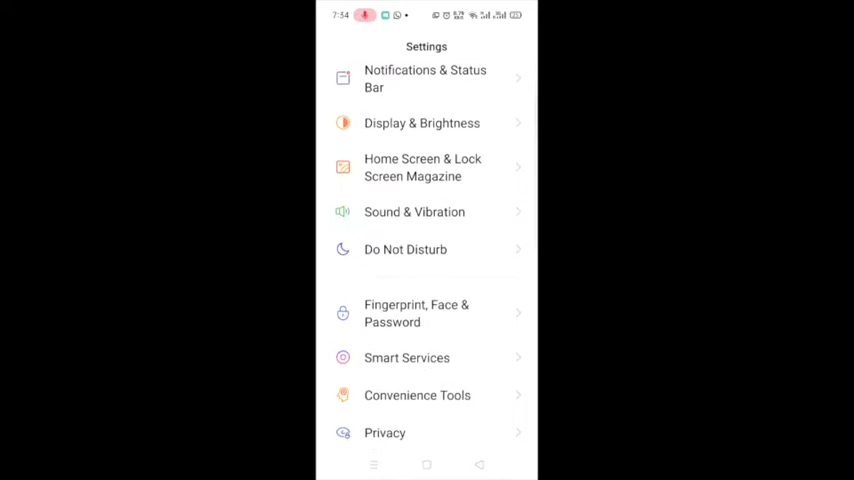 7:34
Settings
Notifications & Status
Bar
Display & Brightness
Home Screen & Lock
Screen Magazine
Sound & Vibration
Do Not Disturb
Fingerprint, Face &
Password
Smart Services
Convenience Tools
Privacy